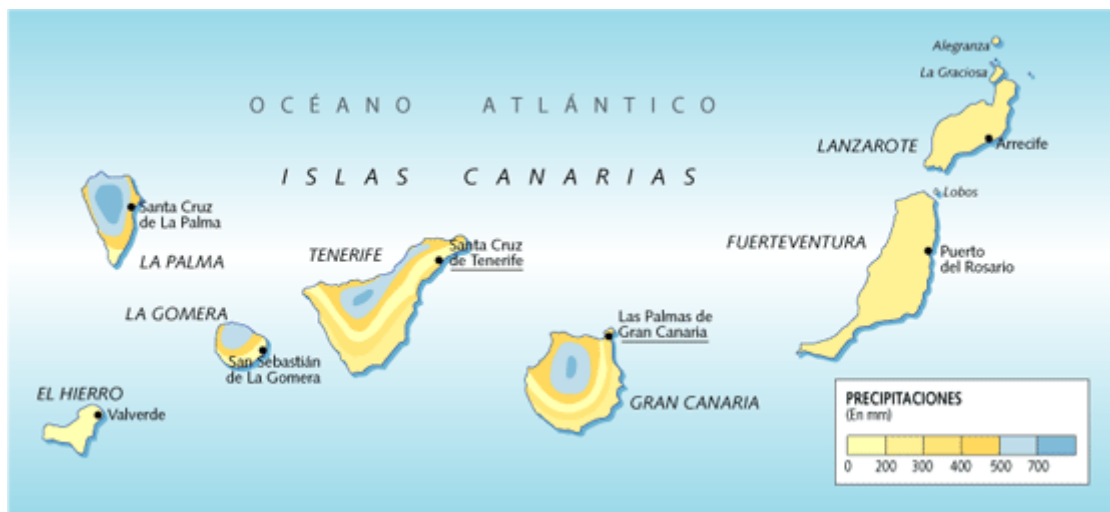 Alegranza
La Graciosa
OCÉANO ATLÁNTICO
LANZAROTE
Arrecife
ISLAS CANARIAS
Lobos
Santa Cruz
de La Palma
LA PALMA
TENERIFE
Santa Cruz
de Tenerife
FUERTEVENTURA
Puerto
del Rosario
LA GOMERA
San Sebastián
de La Gomera
Las Palmas de
Gran Canaria
GRAN CANARIA
EL HIERRO
Valverde
PRECIPITACIONES
(En mm)
0 200 300 400 500 700